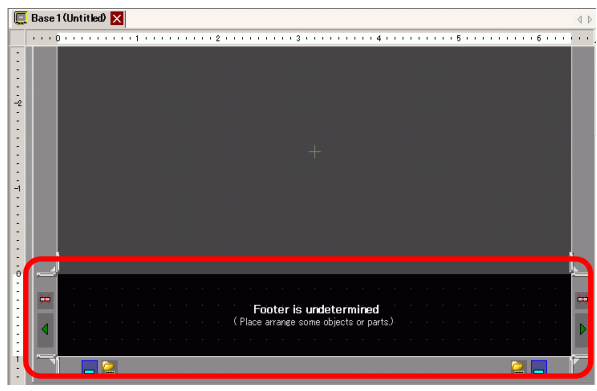 Base 1 (Untitled)
0 1 2 3 4 5 6
-2
-1
0
1
Footer is undetermined
( Place arrange some objects or parts.)